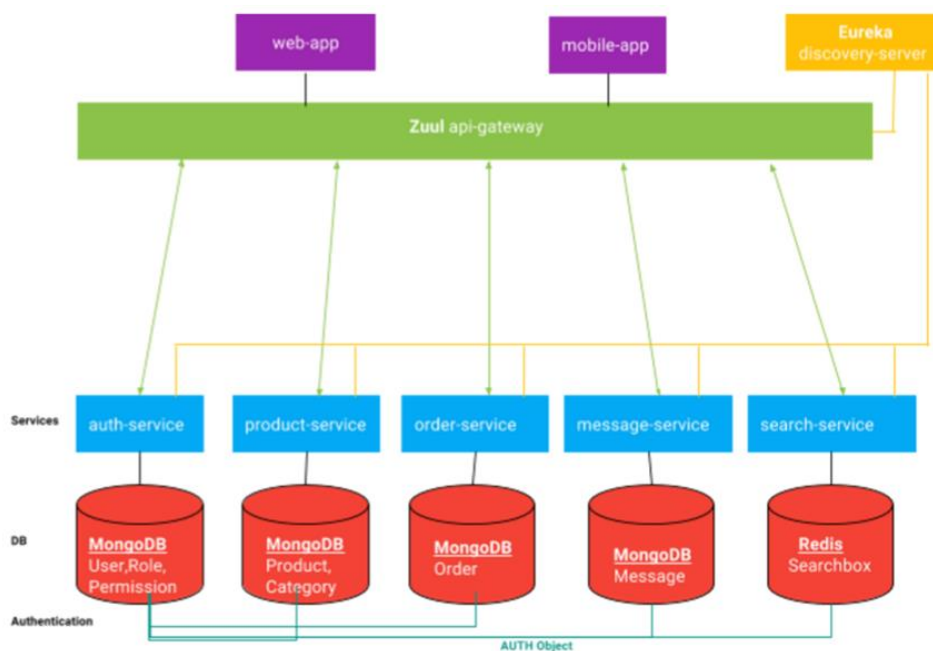 web-app
mobile-app
Eureka
discovery-server
Zuul api-gateway
Services
auth-service
product-service
order-service
message-service
search-service
DB
MongoDB
User,Role,
Permission
MongoDB
Product,
Category
MongoDB
Order
MongoDB
Message
Redis
Searchbox
Authentication
AUTH Object